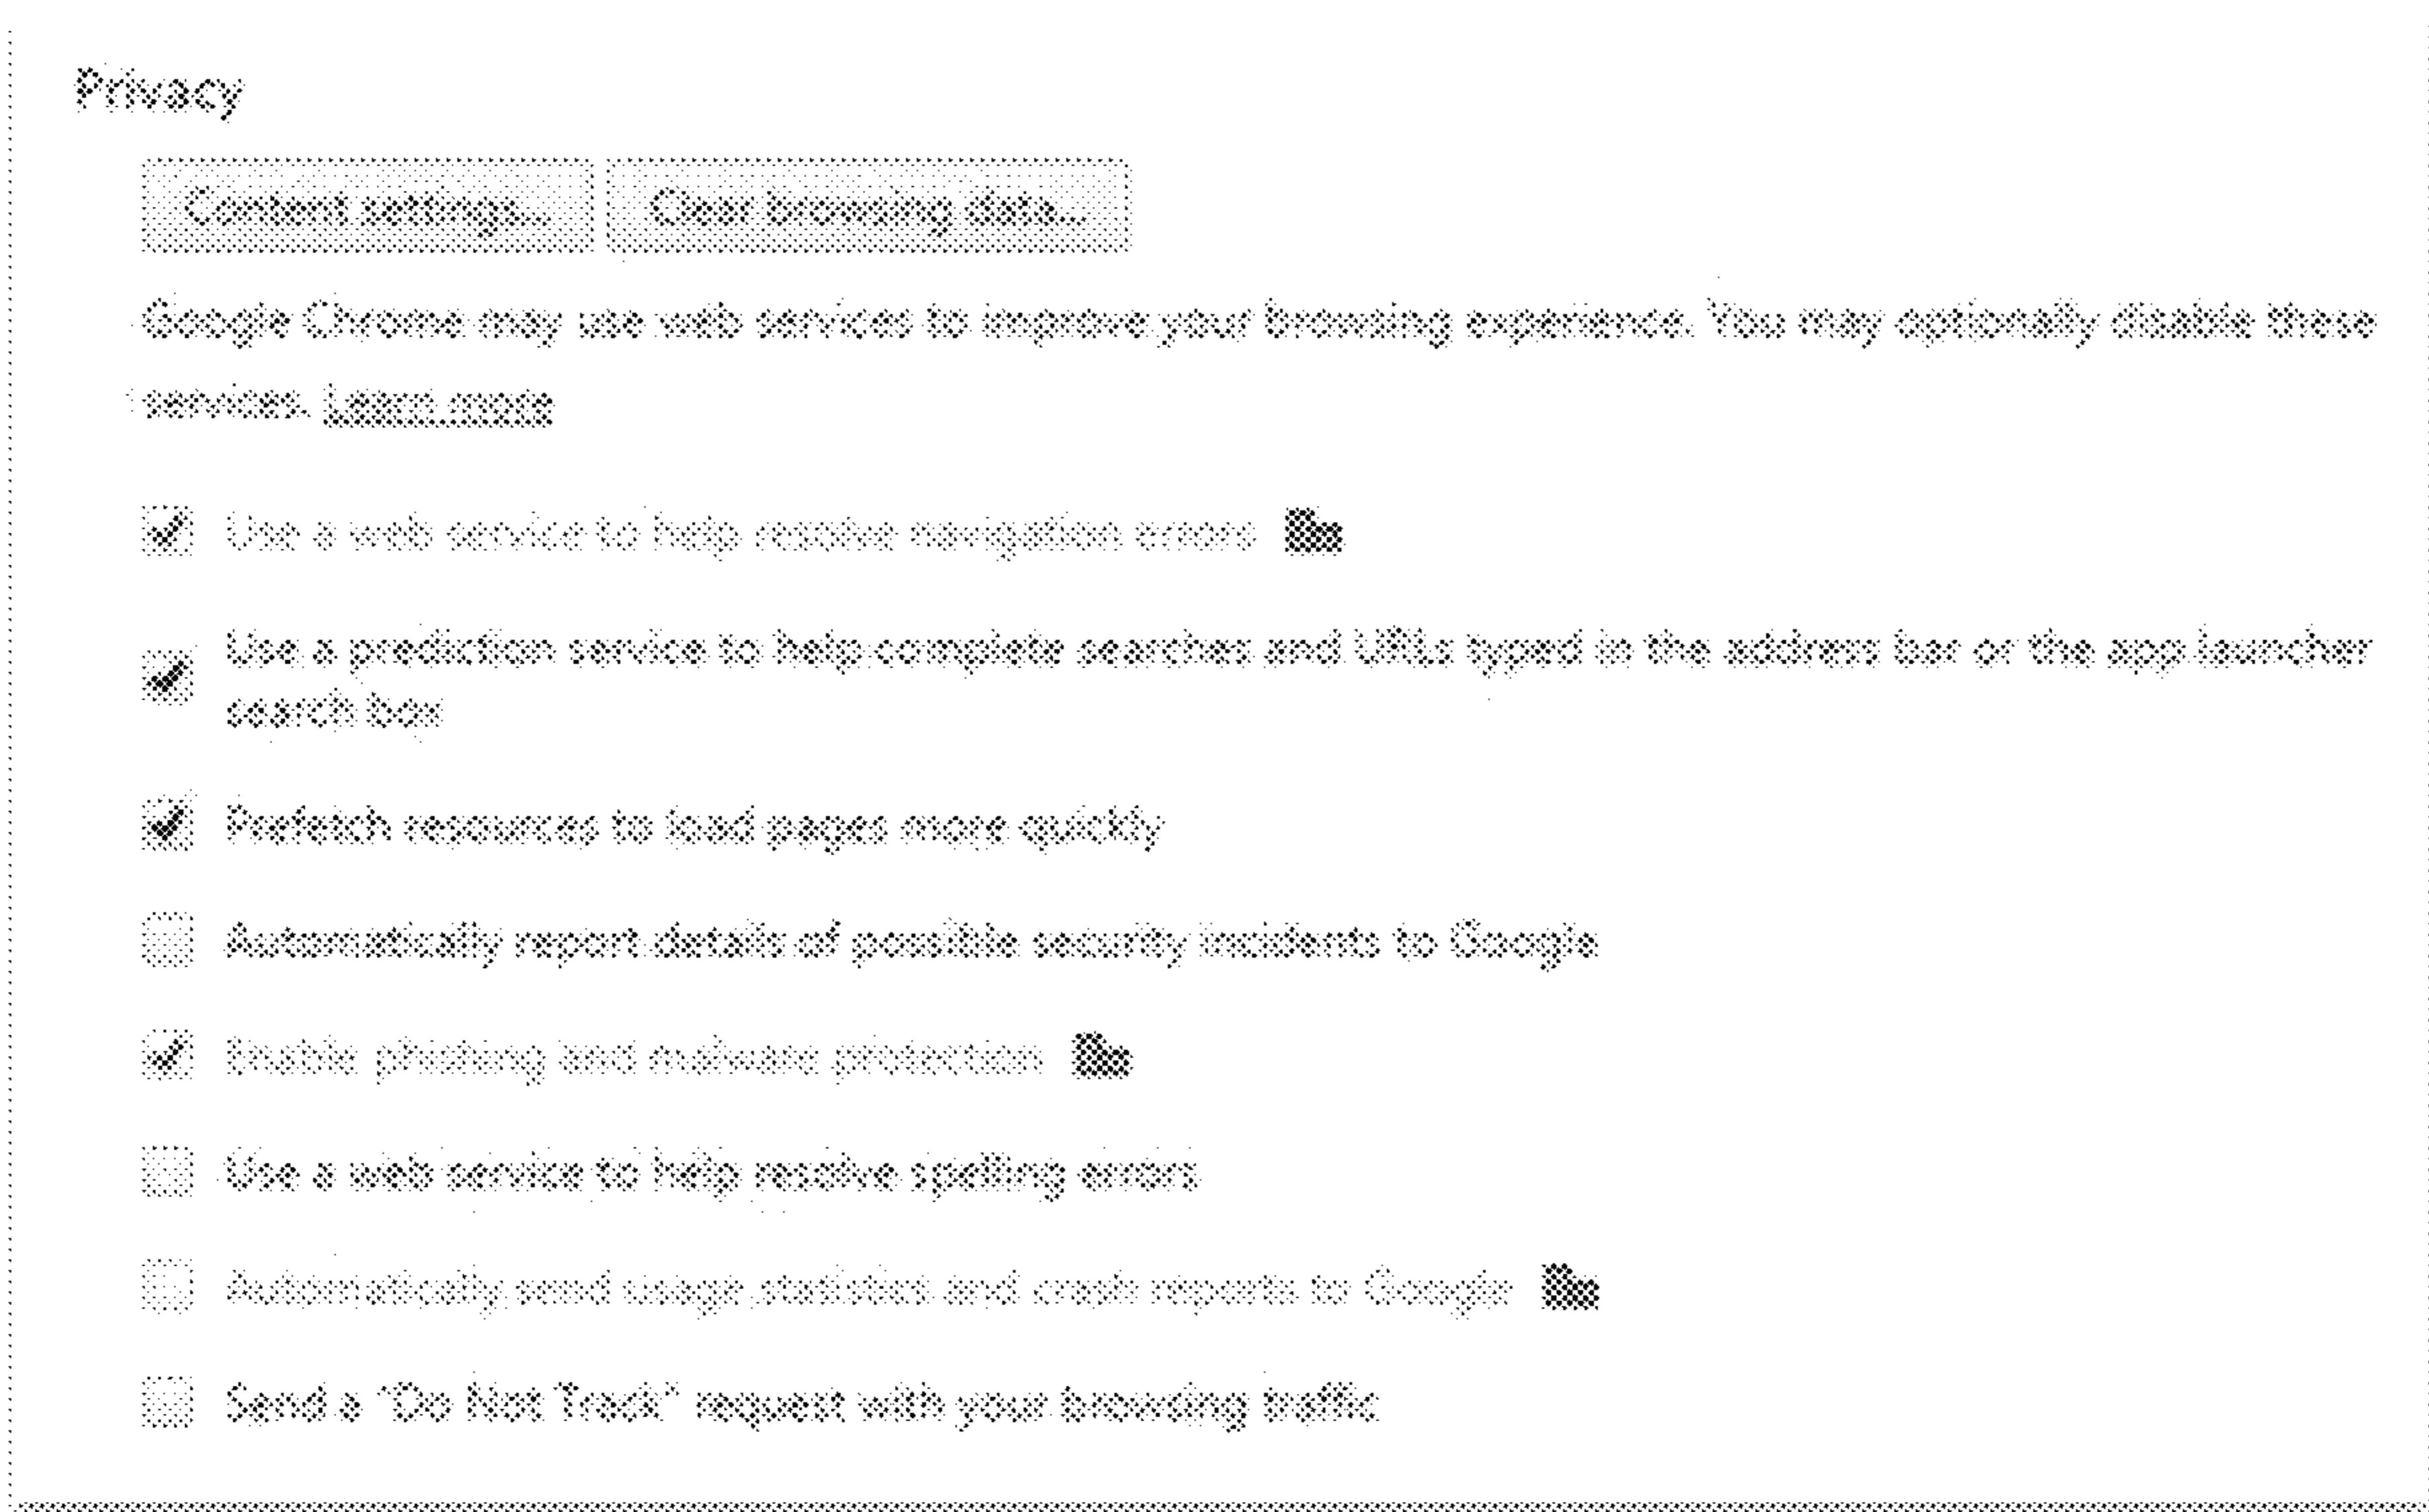 Privacy
Content settings...
Clear browsing data...
Google Chrome may use web services to improve your browsing experience. You may optionally disable these
services. Learn more
Use a web service to help resolve navigation errors
Use a prediction service to help complete searches and URLs typed in the address bar or the app launcher
search box
Prefetch resources to load pages more quickly
Automatically report details of possible security incidents to Google
Enable phishing and malware protection
Use a web service to help resolve spelling errors
Automatically send usage statistics and crash reports to Google
Send a "Do Not Track" request with your browsing traffic